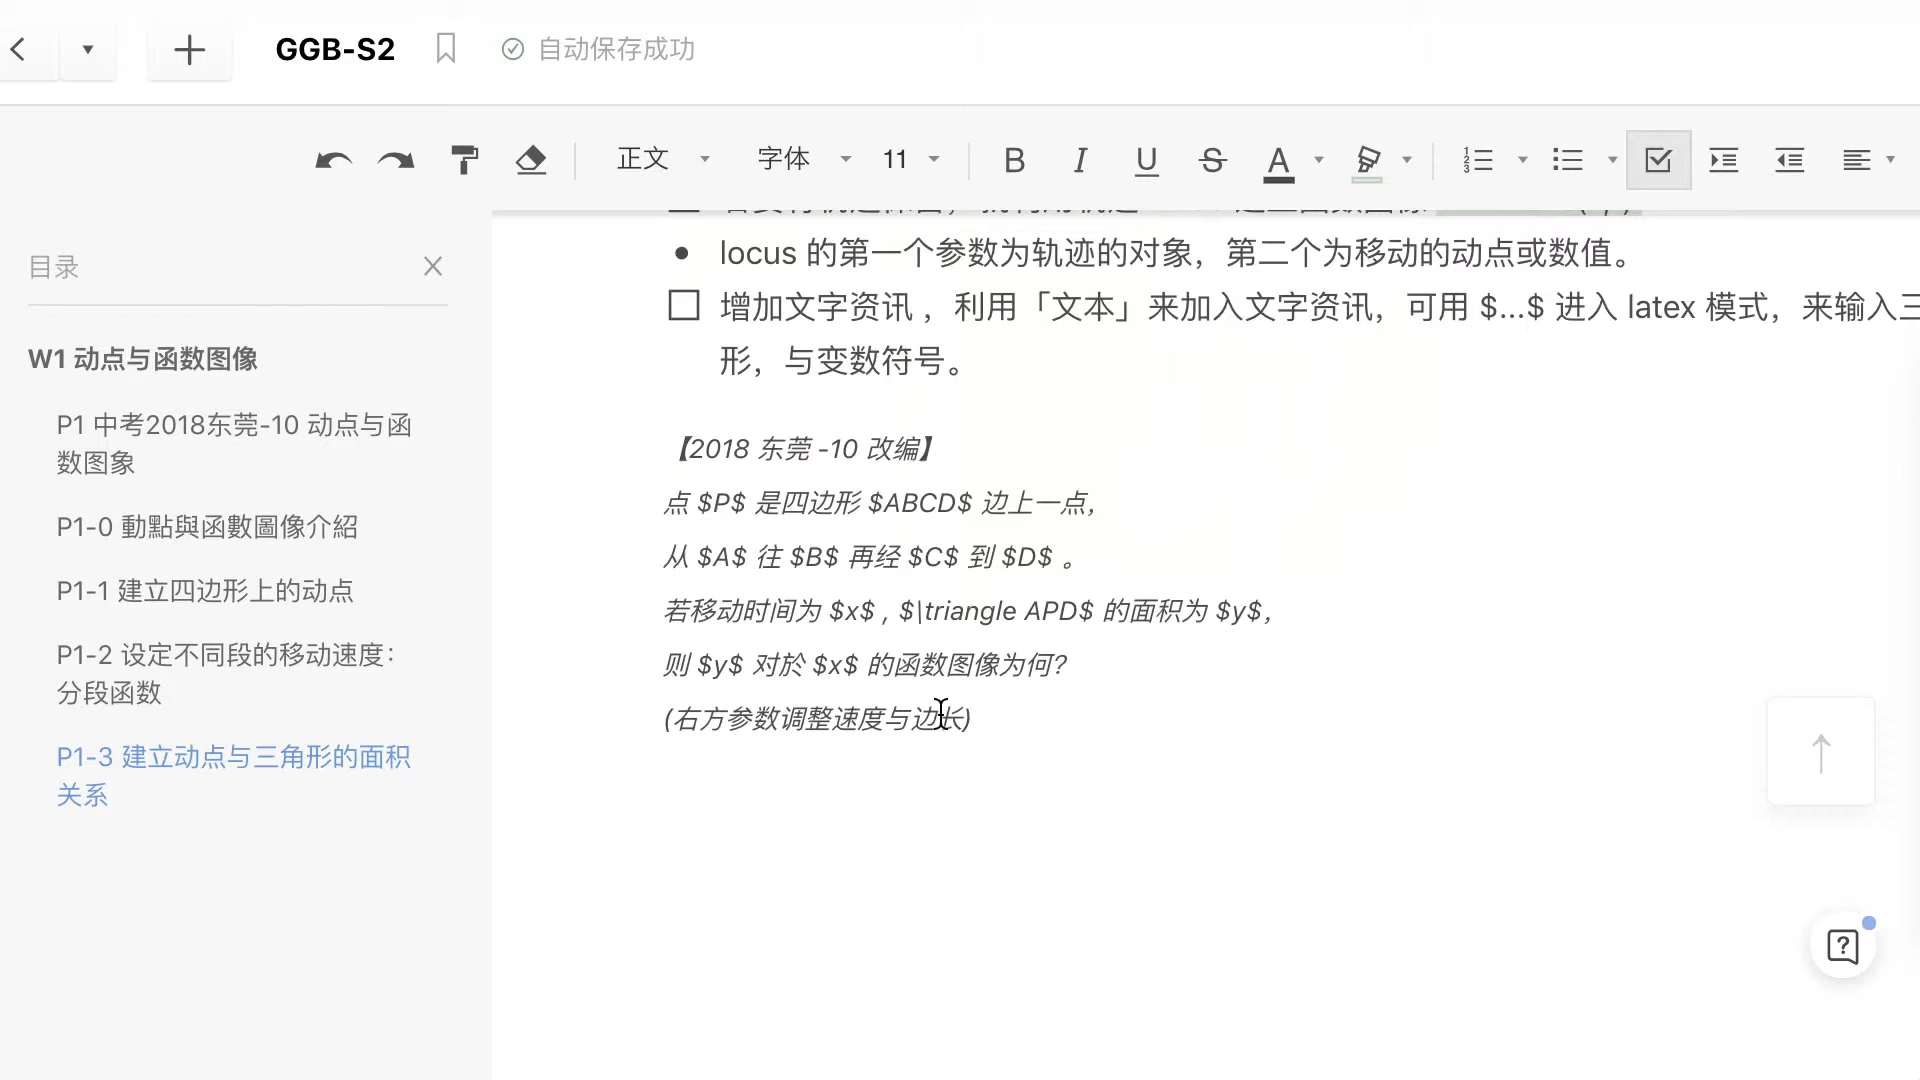 GGB-S2 自动保存成功
正文 字体 11 B I U S A
目录
W1 动点与函数图像
P1 中考2018东莞-10 动点与函
数图象
P1-0 動點與函數圖像介紹
P1-1 建立四边形上的动点
P1-2 设定不同段的移动速度：
分段函数
P1-3 建立动点与三角形的面积
关系
locus 的第一个参数为轨迹的对象，第二个为移动的动点或数值。
增加文字资讯 ，利用「文本」来加入文字资讯，可用 $...$ 进入 latex 模式，来输入三
形，与变数符号。
【2018 东莞 -10 改编】
点 $P$ 是四边形 $ABCD$ 边上一点，
从 $A$ 往 $B$ 再经 $C$ 到 $D$ 。
若移动时间为 $x$ , $\triangle APD$ 的面积为 $y$，
则 $y$ 对於 $x$ 的函数图像为何?
(右方参数调整速度与边长)